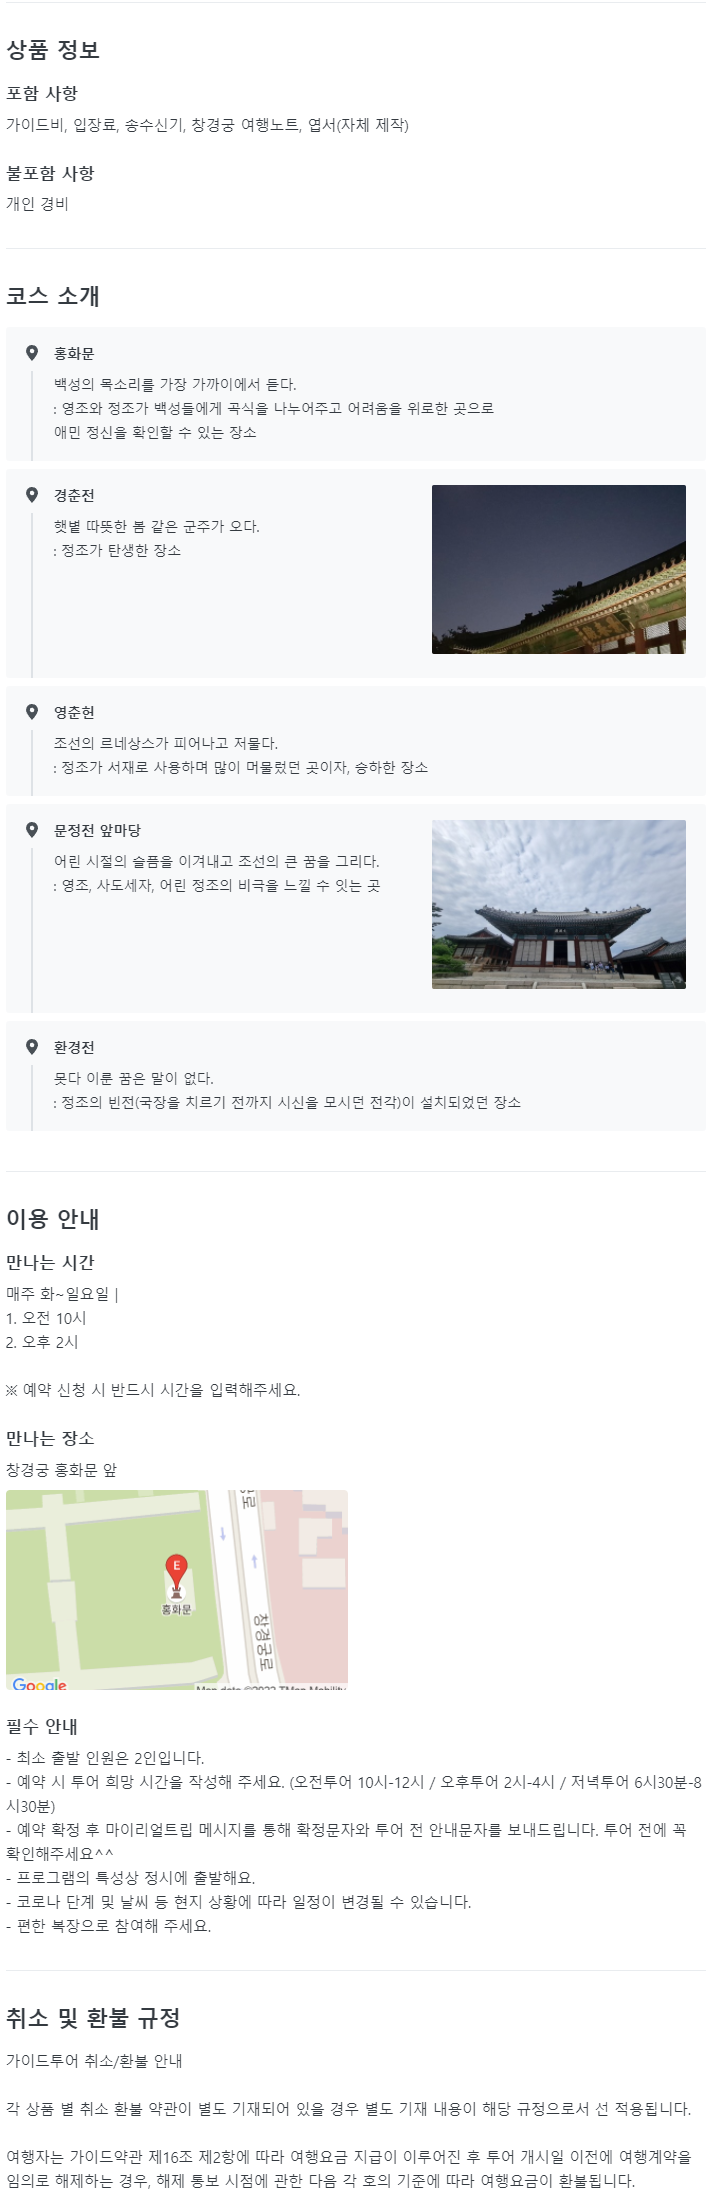 상품 정보
포함 사항
가이드비, 입장료, 송수신기, 창경궁 여행노트, 엽서(자체 제작)
불포함 사항
개인 경비
코스 소개
홍화문
백성의 목소리를 가장 가까이에서 듣다.
: 영조와 정조가 백성들에게 곡식을 나누어주고 어려움을 위로한 곳으로
애민 정신을 확인할 수 있는 장소
경춘전
햇볕 따뜻한 봄 같은 군주가 오다.
: 정조가 탄생한 장소
영춘헌
조선의 르네상스가 피어나고 저물다.
: 정조가 서재로 사용하며 많이 머물렀던 곳이자, 승하한 장소
문정전 앞마당
어린 시절의 슬픔을 이겨내고 조선의 큰 꿈을 그리다.
: 영조, 사도세자, 어린 정조의 비극을 느낄 수 잇는 곳
환경전
못다 이룬 꿈은 말이 없다.
: 정조의 빈전(국장을 치르기 전까지 시신을 모시던 전각)이 설치되었던 장소
이용 안내
만나는 시간
매주 화~일요일 |
1. 오전 10시
2. 오후 2시
※ 예약 신청 시 반드시 시간을 입력해주세요.
만나는 장소
창경궁 홍화문 앞
궁로
E
홍화문
창경궁로
Google
Map data ©2023 TMap Mobility
필수 안내
- 최소 출발 인원은 2인입니다.
- 예약 시 투어 희망 시간을 작성해 주세요. (오전투어 10시-12시 / 오후투어 2시-4시 / 저녁투어 6시30분-8
시30분)
- 예약 확정 후 마이리얼트립 메시지를 통해 확정문자와 투어 전 안내문자를 보내드립니다. 투어 전에 꼭
확인해주세요^^
- 프로그램의 특성상 정시에 출발해요.
- 코로나 단계 및 날씨 등 현지 상황에 따라 일정이 변경될 수 있습니다.
- 편한 복장으로 참여해 주세요.
취소 및 환불 규정
가이드투어 취소/환불 안내
각 상품 별 취소 환불 약관이 별도 기재되어 있을 경우 별도 기재 내용이 해당 규정으로서 선 적용됩니다.
여행자는 가이드약관 제16조 제2항에 따라 여행요금 지급이 이루어진 후 투어 개시일 이전에 여행계약을
임의로 해제하는 경우, 해제 통보 시점에 관한 다음 각 호의 기준에 따라 여행요금이 환불됩니다.